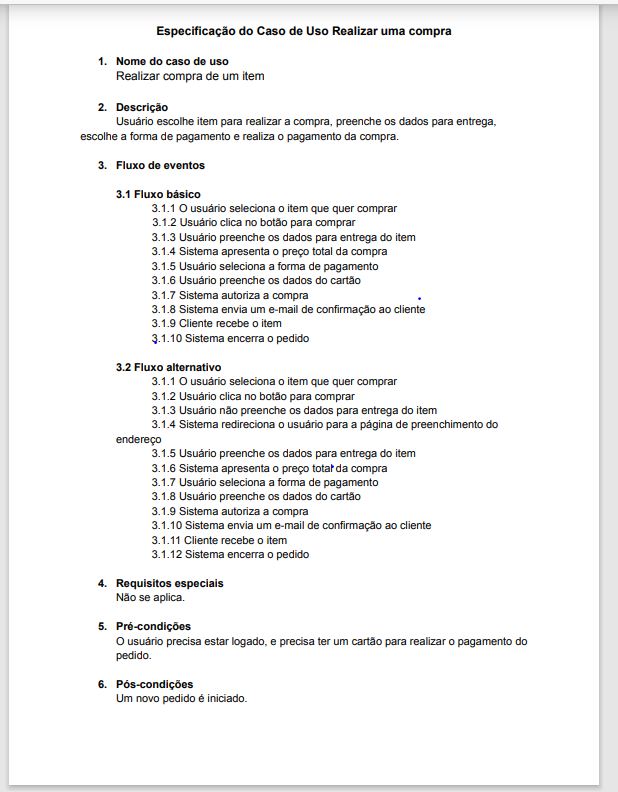 Especificação do Caso de Uso Realizar uma compra
1. Nome do caso de uso
Realizar compra de um item
2. Descrição
Usuário escolhe item para realizar a compra, preenche os dados para entrega,
escolhe a forma de pagamento e realiza o pagamento da compra.
3. Fluxo de eventos
3.1 Fluxo básico
3.1.1 O usuário seleciona o item que quer comprar
3.1.2 Usuário clica no botão para comprar
3.1.3 Usuário preenche os dados para entrega do item
3.1.4 Sistema apresenta o preço total da compra
3.1.5 Usuário seleciona a forma de pagamento
3.1.6 Usuário preenche os dados do cartão
3.1.7 Sistema autoriza a compra
3.1.8 Sistema envia um e-mail de confirmação ao cliente
3.1.9 Cliente recebe o item
3.1.10 Sistema encerra o pedido
3.2 Fluxo alternativo
3.1.1 O usuário seleciona o item que quer comprar
3.1.2 Usuário clica no botão para comprar
3.1.3 Usuário não preenche os dados para entrega do item
3.1.4 Sistema redireciona o usuário para a página de preenchimento do
endereço
3.1.5 Usuário preenche os dados para entrega do item
3.1.6 Sistema apresenta o preço total da compra
3.1.7 Usuário seleciona a forma de pagamento
3.1.8 Usuário preenche os dados do cartão
3.1.9 Sistema autoriza a compra
3.1.10 Sistema envia um e-mail de confirmação ao cliente
3.1.11 Cliente recebe o item
3.1.12 Sistema encerra o pedido
4. Requisitos especiais
Não se aplica.
5. Pré-condições
O usuário precisa estar logado, e precisa ter um cartão para realizar o pagamento do
pedido.
6. Pós-condições
Um novo pedido é iniciado.